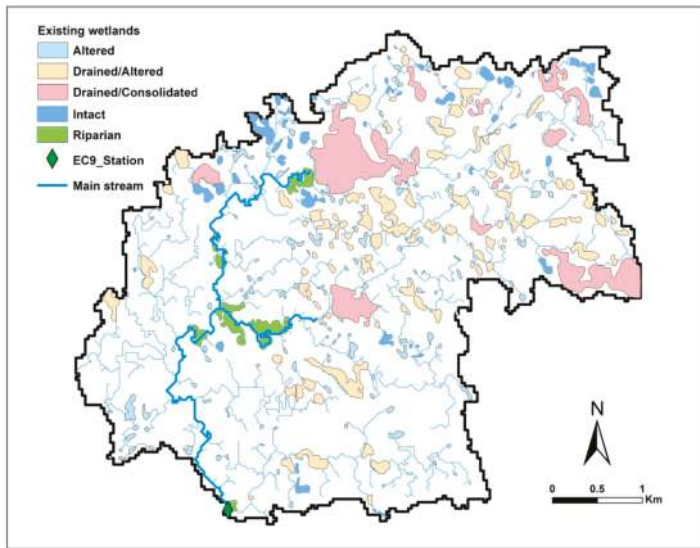 Existing wetlands
Altered
Drained/Altered
Drained/Consolidated
Intact
Riparian
EC9_Station
Main stream
N
0 0.5 1
Km